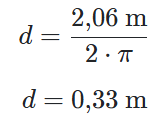 d = 2,06 m / 2 · π
d = 0,33 m